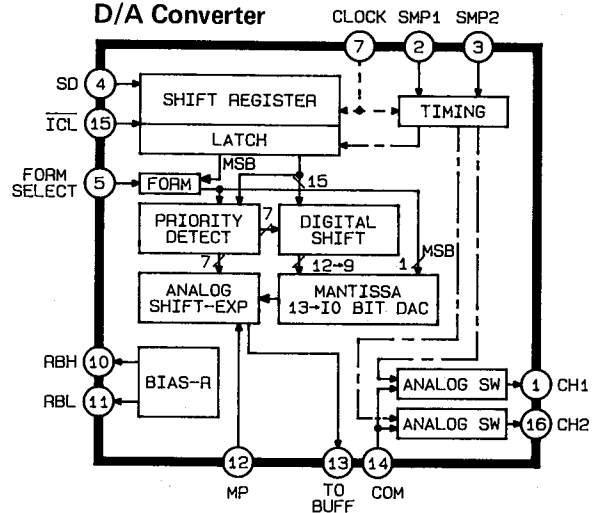 D/A Converter
CLOCK SMP1 SMP2
7 2 3
SD 4
SHIFT REGISTER
TIMING
ICL 15
LATCH
MSB
15
FORM
SELECT
5
FORM
PRIORITY
DETECT
7
DIGITAL
SHIFT
7
12→9
1
MSB
ANALOG
SHIFT-EXP
MANTISSA
13→10 BIT DAC
RBH 10
RBL 11
BIAS-R
ANALOG SW
1 CH1
ANALOG SW
16 CH2
12 13 14
MP
TO
BUFF
COM